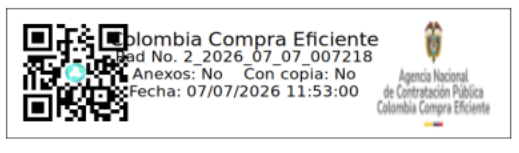 Colombia Compra Eficiente
Rad No. 2_2026_07_07_007218
Anexos: No Con copia: No
Fecha: 07/07/2026 11:53:00
Agencia Nacional
de Contratación Pública
Colombia Compra Eficiente